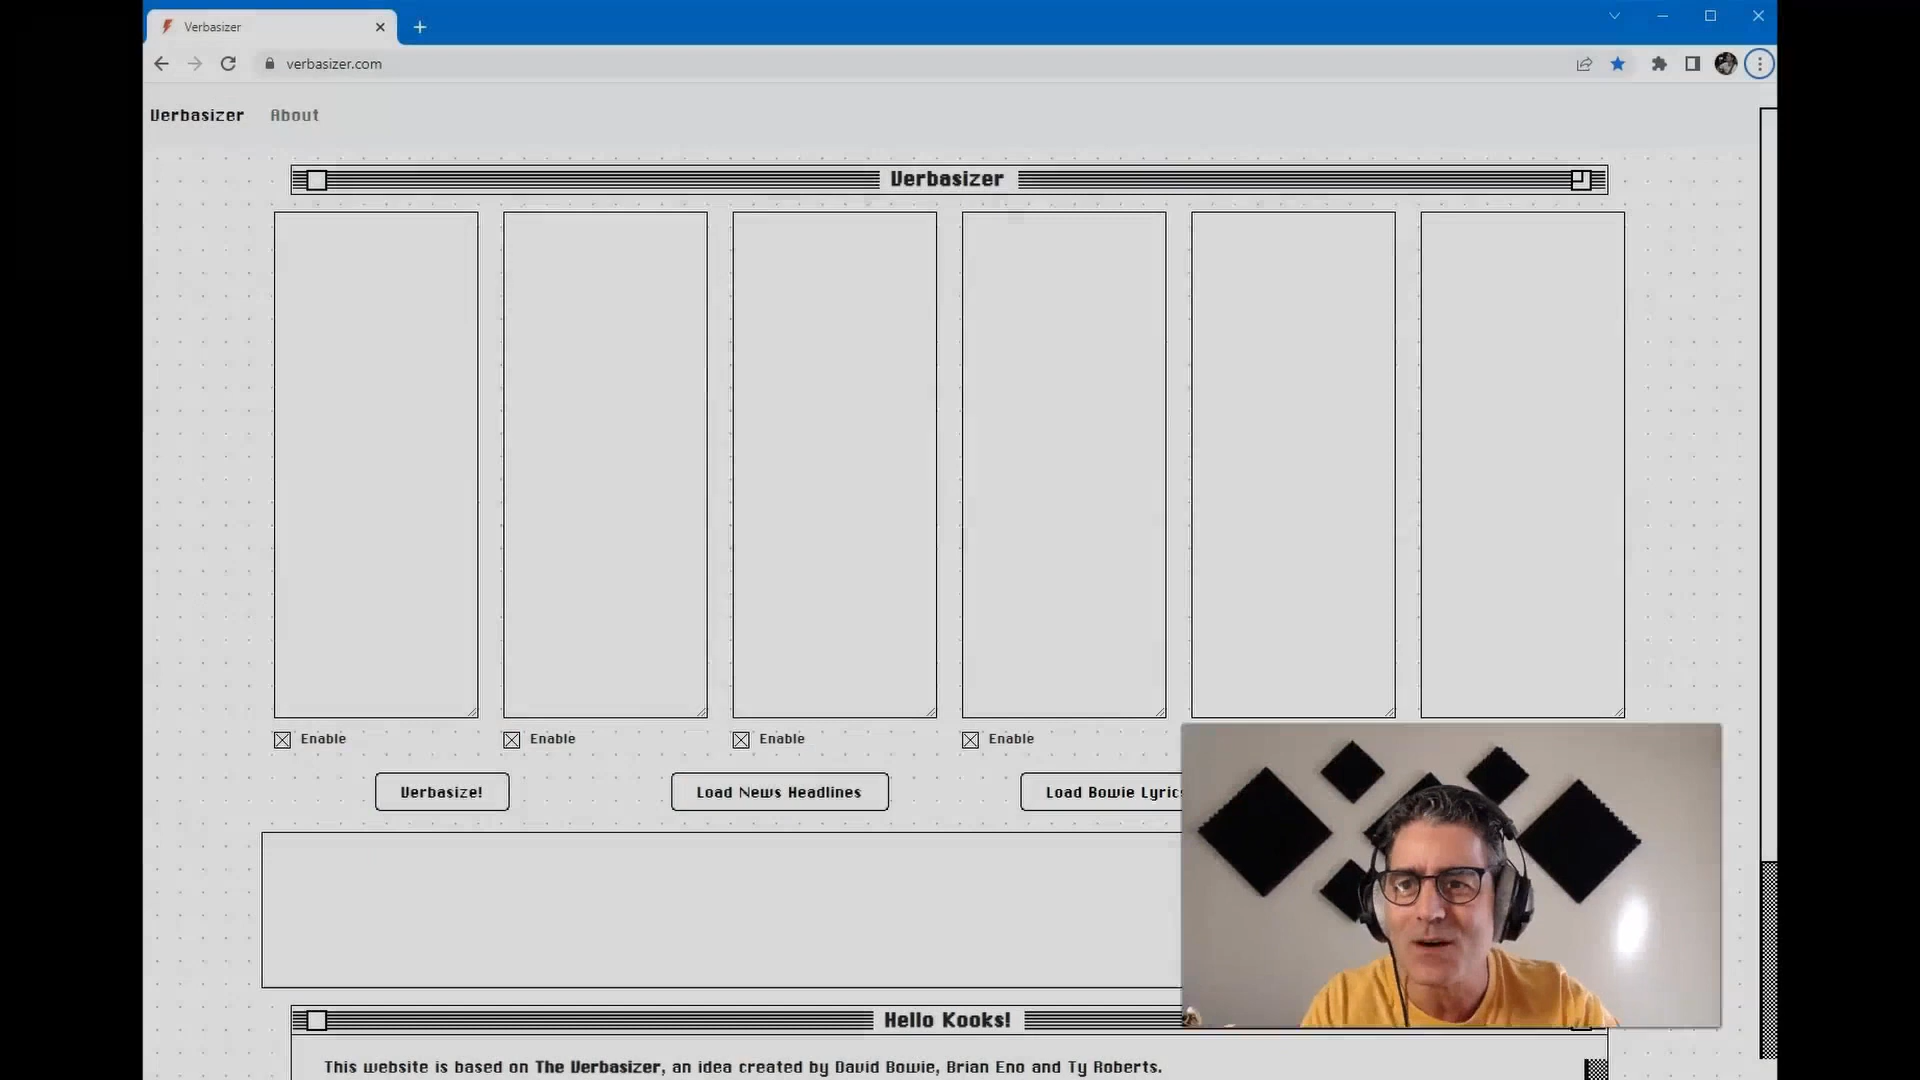 Verbasizer
verbasizer.com
Verbasizer About
Verbasizer
Enable Enable Enable Enable
Verbasize! Load News Headlines Load Bowie Lyrics
Hello Kooks!
This website is based on The Verbasizer, an idea created by David Bowie, Brian Eno and Ty Roberts.